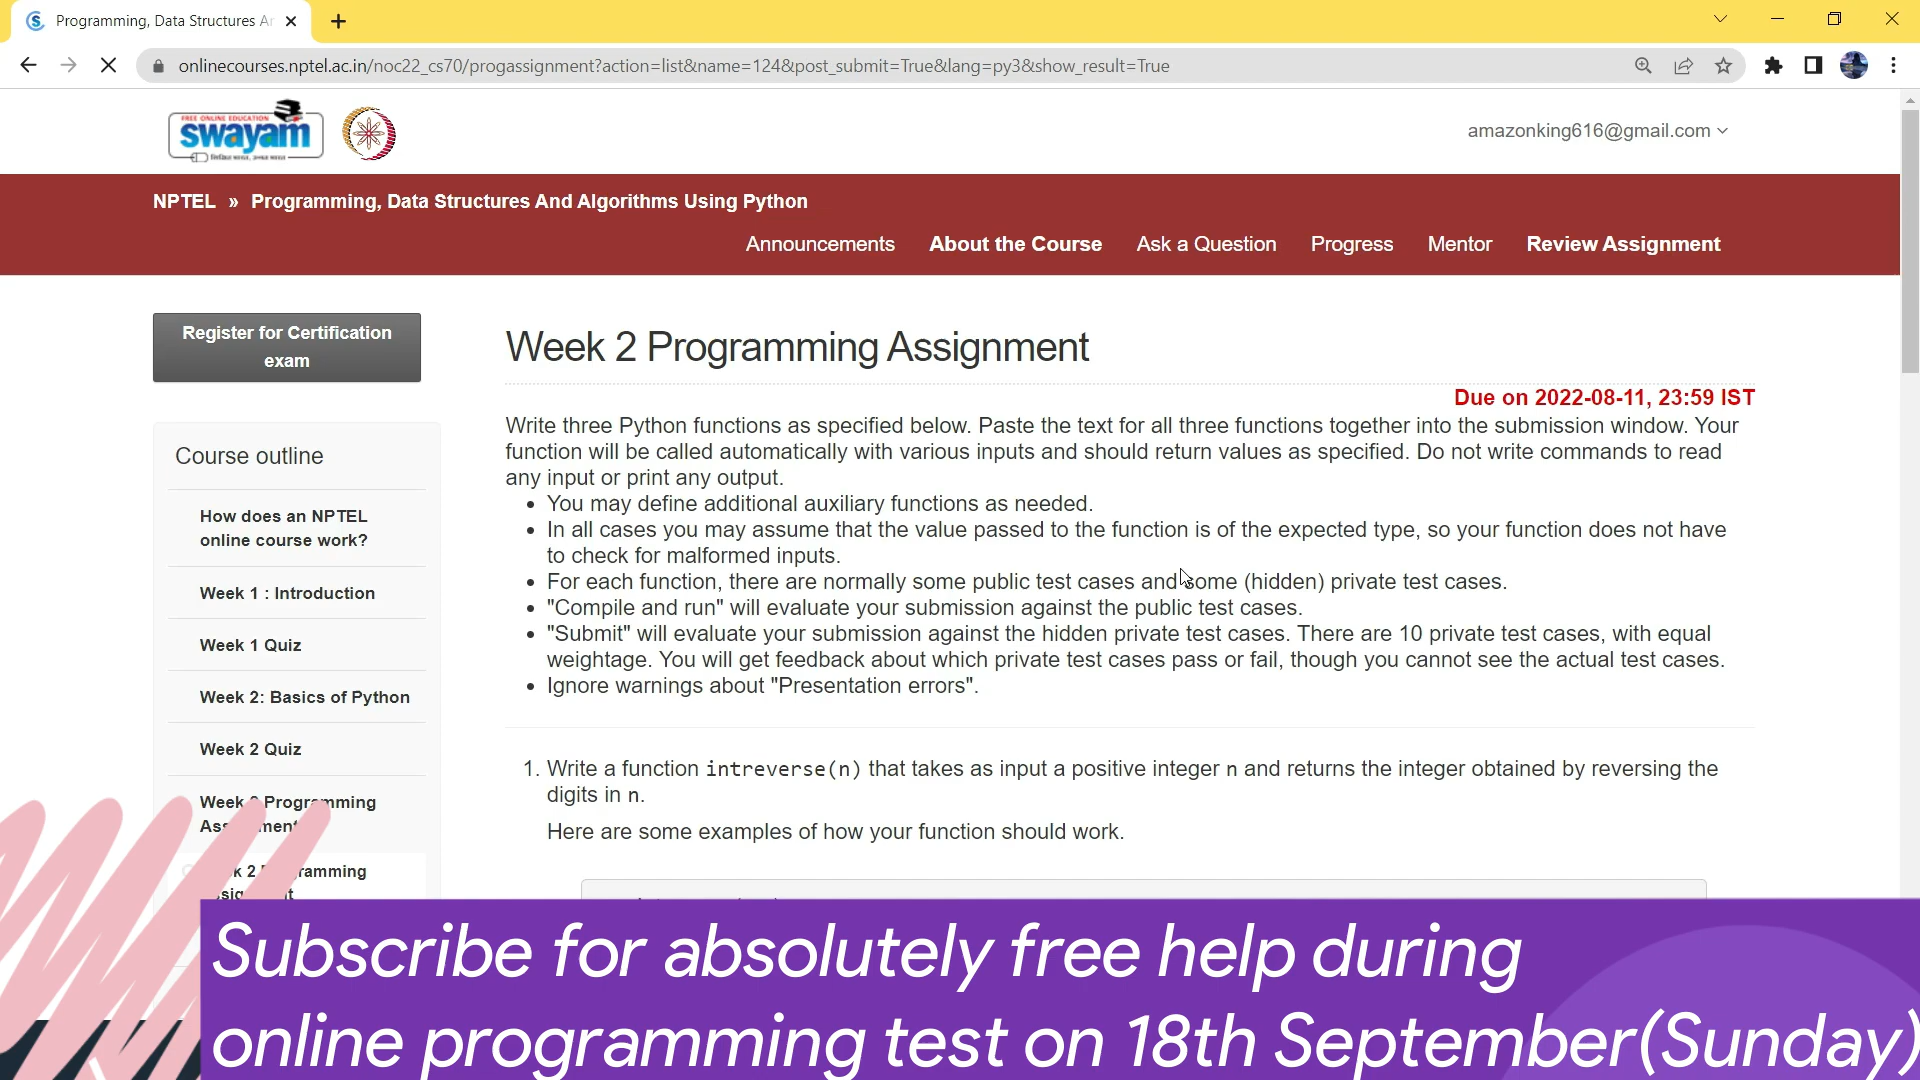 Programming, Data Structures Ar
onlinecourses.nptel.ac.in/noc22_cs70/progassignment?action=list&name=124&post_submit=True&lang=py3&show_result=True
FREE ONLINE EDUCATION
swayam
amazonking616@gmail.com
NPTEL » Programming, Data Structures And Algorithms Using Python
Announcements About the Course Ask a Question Progress Mentor Review Assignment
Register for Certification
exam
Course outline
How does an NPTEL
online course work?
Week 1 : Introduction
Week 1 Quiz
Week 2: Basics of Python
Week 2 Quiz
Week 2 Programming
Week 2 Programming Assignment
Due on 2022-08-11, 23:59 IST
Write three Python functions as specified below. Paste the text for all three functions together into the submission window. Your
function will be called automatically with various inputs and should return values as specified. Do not write commands to read
any input or print any output.
• You may define additional auxiliary functions as needed.
• In all cases you may assume that the value passed to the function is of the expected type, so your function does not have
to check for malformed inputs.
• For each function, there are normally some public test cases and some (hidden) private test cases.
• "Compile and run" will evaluate your submission against the public test cases.
• "Submit" will evaluate your submission against the hidden private test cases. There are 10 private test cases, with equal
weightage. You will get feedback about which private test cases pass or fail, though you cannot see the actual test cases.
• Ignore warnings about "Presentation errors".
1. Write a function intreverse(n) that takes as input a positive integer n and returns the integer obtained by reversing the
digits in n.
Here are some examples of how your function should work.
Subscribe for absolutely free help during
online programming test on 18th September(Sunday)